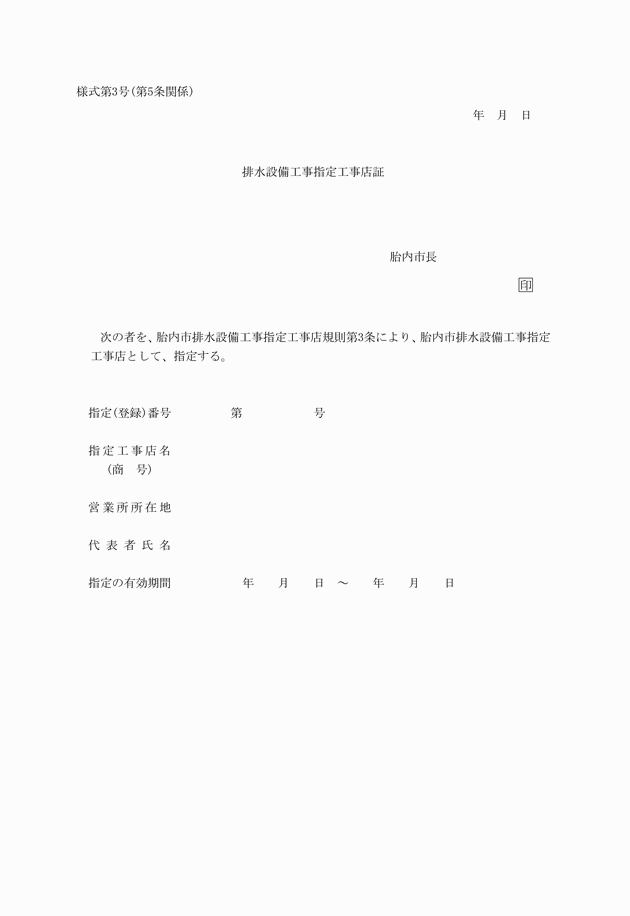 様式第3号(第5条関係)
年　月　日
排水設備工事指定工事店証
胎内市長
印
次の者を、胎内市排水設備工事指定工事店規則第3条により、胎内市排水設備工事指定
工事店として、指定する。
指定(登録)番号　　　　　第　　　　　　号
指定工事店名
(商　号)
営業所所在地
代表者氏名
指定の有効期間　　　　　　年　　月　　日　～　　年　　月　　日